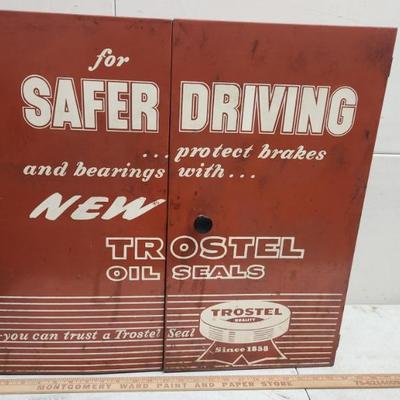 for
SAFER DRIVING
...protect brakes
and bearings with...
NEW
TROSTEL
OIL SEALS
TROSTEL
QUALITY
you can trust a Trostel Seal
Since 1858
MONTGOMERY WARD PAINT AND PAPER STORE